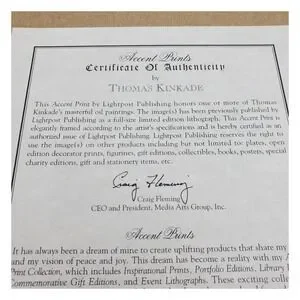 Accent Prints
Certificate Of Authenticity
by
THOMAS KINKADE
This Accent Print by Lightpost Publishing honors one or more of Thomas
Kinkade's masterful oil paintings. The image(s) has been previously published by
Lightpost Publishing as a full-size limited edition lithograph. This Accent Print is
elegantly framed according to the artist's specifications and is hereby certified as an
authorized issue of Lightpost Publishing. Lightpost Publishing reserves the right to
use the image(s) on other products including but not limited to: plates, open
edition decorator prints, figurines, gift editions, collectibles, books, posters, special
charity editions, gift and stationery items, etc.
Craig Fleming
Craig Fleming
CEO and President, Media Arts Group, Inc.
Accent Prints
It has always been a dream of mine to create uplifting products that share my
and my vision of peace and joy. This dream has become a reality with my
Print Collection, which includes Inspirational Prints, Portfolio Editions, Library
Commemorative Gift Editions, and Event Lithographs. These exciting